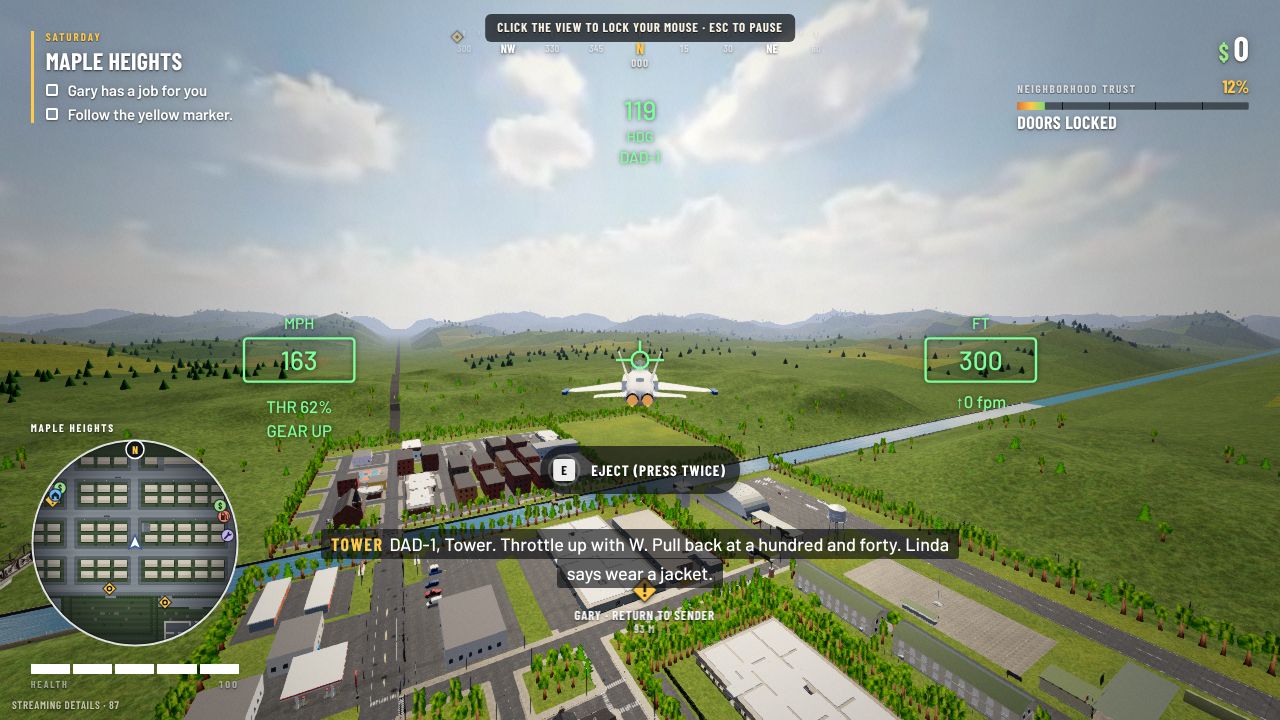 CLICK THE VIEW TO LOCK YOUR MOUSE · ESC TO PAUSE
SATURDAY
MAPLE HEIGHTS
Gary has a job for you
Follow the yellow marker.
300 NW 330 345 N 15 30 NE 60
000
$ 0
NEIGHBORHOOD TRUST 12%
DOORS LOCKED
119
HDG
DAD-1
MPH
163
THR 62%
GEAR UP
FT
300
↑0 fpm
E EJECT (PRESS TWICE)
TOWER DAD-1, Tower. Throttle up with W. Pull back at a hundred and forty. Linda
says wear a jacket.
GARY · RETURN TO SENDER
93 M
MAPLE HEIGHTS
N
HEALTH 100
STREAMING DETAILS · 87